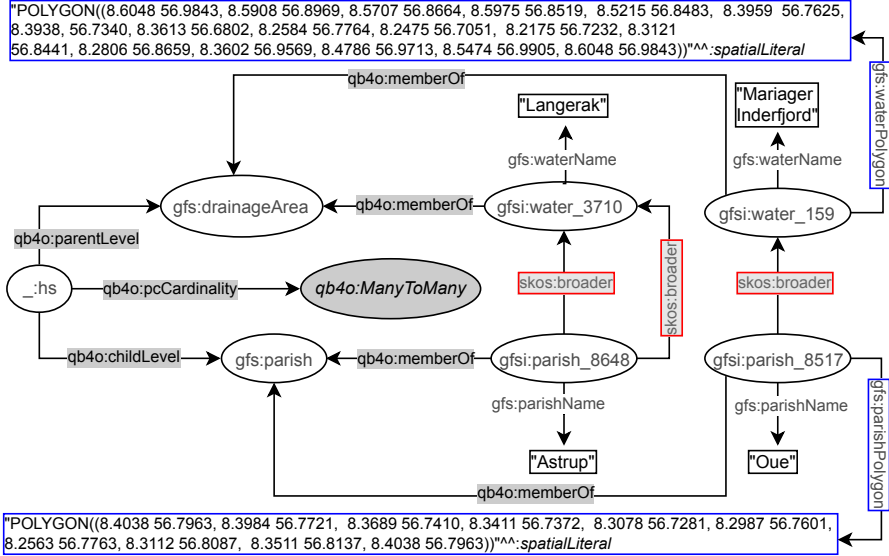 "POLYGON((8.6048 56.9843, 8.5908 56.8969, 8.5707 56.8664, 8.5975 56.8519, 8.5215 56.8483, 8.3959 56.7625,
8.3938 56.7340, 8.3613 56.6802, 8.2584 56.7764, 8.2475 56.7051, 8.2175 56.7232, 8.3121
56.8441, 8.2806 56.8659, 8.3602 56.9569, 8.4786 56.9713, 8.5474 56.9905, 8.6048 56.9843))"^^:spatialLiteral
qb4o:memberOf
"Langerak"
"Mariager
Inderfjord"
gfs:waterPolygon
gfs:waterName
gfs:waterName
gfs:drainageArea
qb4o:memberOf
gfsi:water_3710
gfsi:water_159
qb4o:parentLevel
_:hs
qb4o:pcCardinality
qb4o:ManyToMany
skos:broader
skos:broader
skos:broader
qb4o:childLevel
gfs:parish
qb4o:memberOf
gfsi:parish_8648
gfsi:parish_8517
gfs:parishName
gfs:parishName
gfs:parishPolygon
"Astrup"
"Oue"
qb4o:memberOf
"POLYGON((8.4038 56.7963, 8.3984 56.7721, 8.3689 56.7410, 8.3411 56.7372, 8.3078 56.7281, 8.2987 56.7601,
8.2563 56.7763, 8.3112 56.8087, 8.3511 56.8137, 8.4038 56.7963))"^^:spatialLiteral